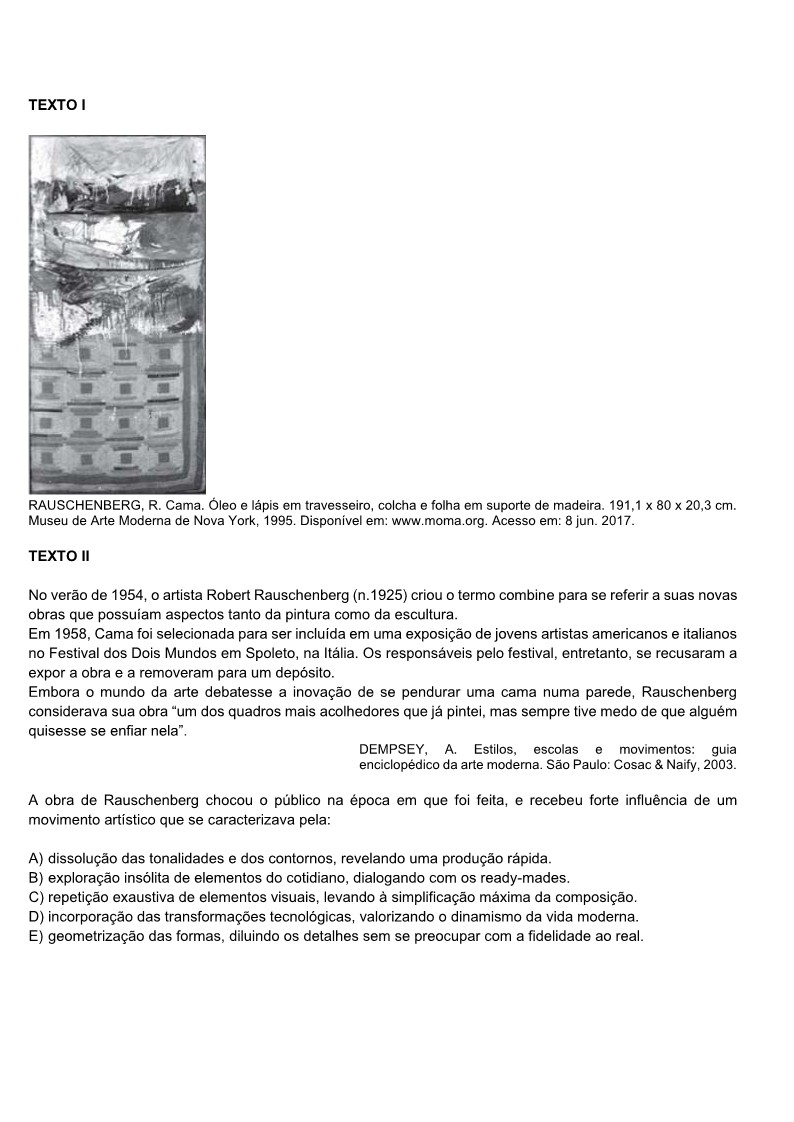 TEXTO I
RAUSCHENBERG, R. Cama. Óleo e lápis em travesseiro, colcha e folha em suporte de madeira. 191,1 x 80 x 20,3 cm.
Museu de Arte Moderna de Nova York, 1995. Disponível em: www.moma.org. Acesso em: 8 jun. 2017.
TEXTO II
No verão de 1954, o artista Robert Rauschenberg (n.1925) criou o termo combine para se referir a suas novas
obras que possuíam aspectos tanto da pintura como da escultura.
Em 1958, Cama foi selecionada para ser incluída em uma exposição de jovens artistas americanos e italianos
no Festival dos Dois Mundos em Spoleto, na Itália. Os responsáveis pelo festival, entretanto, se recusaram a
expor a obra e a removeram para um depósito.
Embora o mundo da arte debatesse a inovação de se pendurar uma cama numa parede, Rauschenberg
considerava sua obra “um dos quadros mais acolhedores que já pintei, mas sempre tive medo de que alguém
quisesse se enfiar nela”.
DEMPSEY, A. Estilos, escolas e movimentos: guia
enciclopédico da arte moderna. São Paulo: Cosac & Naify, 2003.
A obra de Rauschenberg chocou o público na época em que foi feita, e recebeu forte influência de um
movimento artístico que se caracterizava pela:
A) dissolução das tonalidades e dos contornos, revelando uma produção rápida.
B) exploração insólita de elementos do cotidiano, dialogando com os ready-mades.
C) repetição exaustiva de elementos visuais, levando à simplificação máxima da composição.
D) incorporação das transformações tecnológicas, valorizando o dinamismo da vida moderna.
E) geometrização das formas, diluindo os detalhes sem se preocupar com a fidelidade ao real.